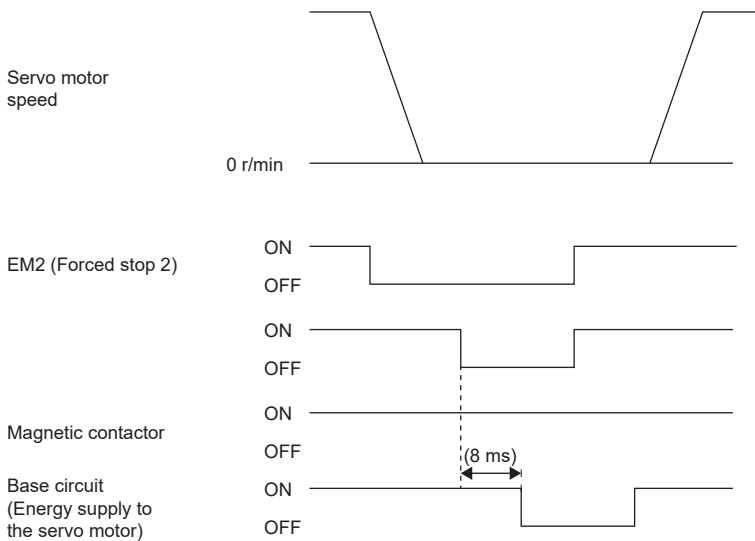 Servo motor
speed
0 r/min
EM2 (Forced stop 2)
ON
OFF
ON
OFF
Magnetic contactor
ON
OFF
(8 ms)
Base circuit
(Energy supply to
the servo motor)
ON
OFF